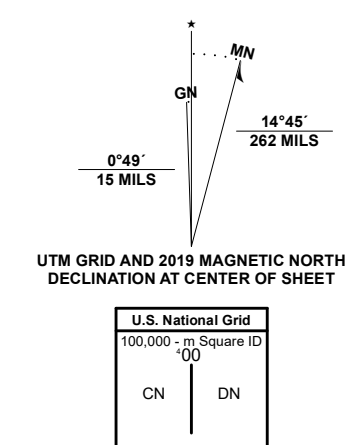 ★
MN
GN
14°45´
262 MILS
0°49´
15 MILS
UTM GRID AND 2019 MAGNETIC NORTH
DECLINATION AT CENTER OF SHEET
U.S. National Grid
100,000 - m Square ID
⁴00
CN DN